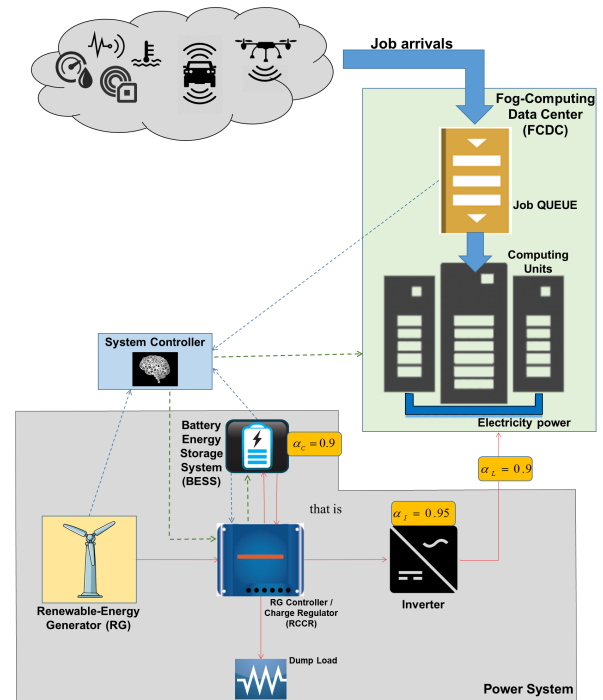 Job arrivals
Fog-Computing
Data Center
(FCDC)
Job QUEUE
Computing
Units
System Controller
Electricity power
Battery
Energy
Storage
System
(BESS)
α_C = 0.9
α_L = 0.9
that is
α_I = 0.95
Renewable-Energy
Generator (RG)
RG Controller /
Charge Regulator
(RCCR)
Inverter
Dump Load
Power System